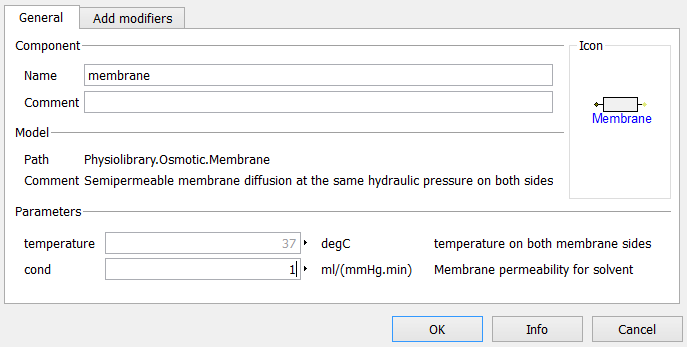 General
Add modifiers
Component
Icon
Name
membrane
Comment
Membrane
Model
Path
Physiolibrary.Osmotic.Membrane
Comment
Semipermeable membrane diffusion at the same hydraulic pressure on both sides
Parameters
temperature
37
degC
temperature on both membrane sides
cond
1
ml/(mmHg.min)
Membrane permeability for solvent
OK
Info
Cancel